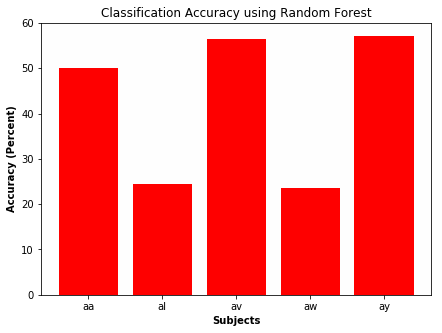 Classification Accuracy using Random Forest
Accuracy (Percent)
60
50
40
30
20
10
0
aa al av aw ay
Subjects